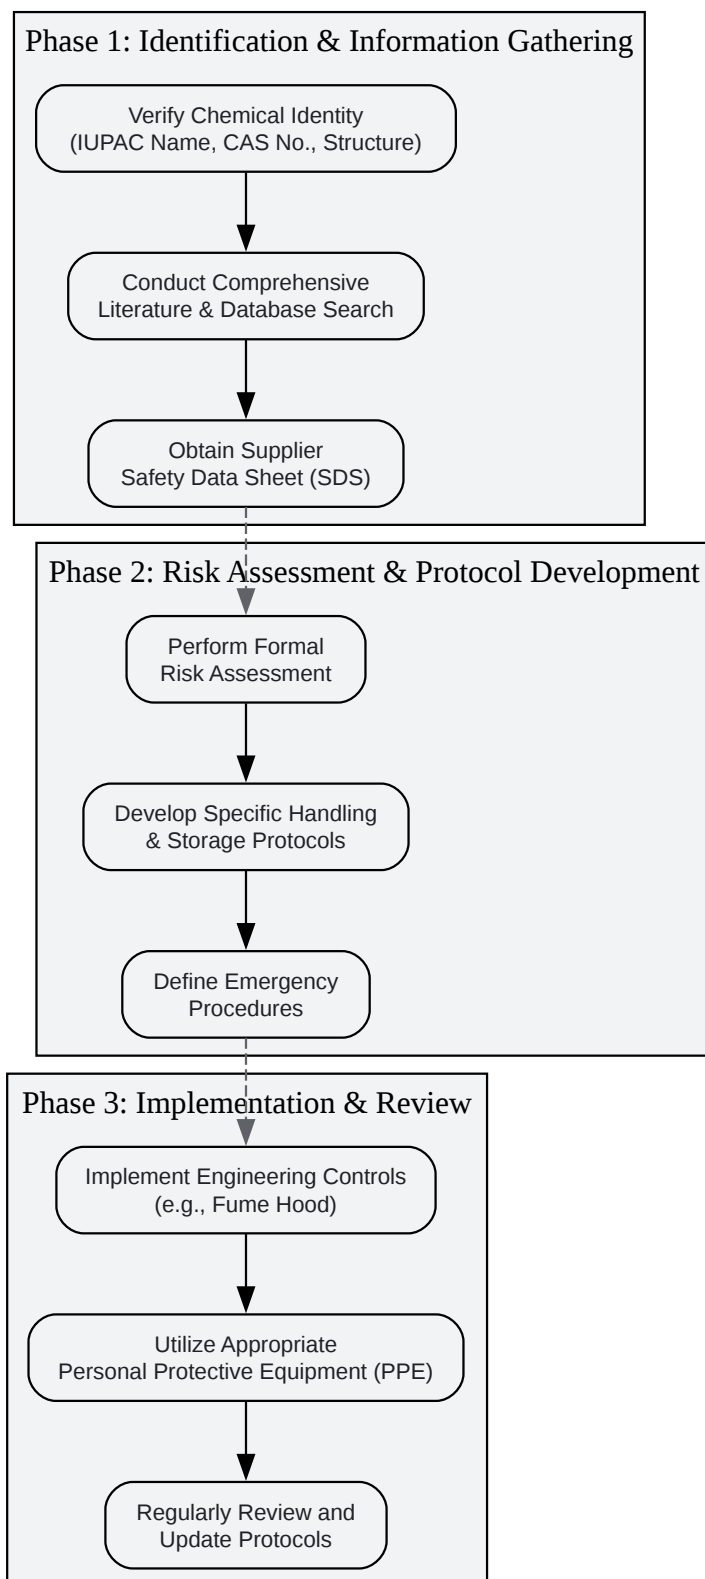 Phase 1: Identification & Information Gathering
Verify Chemical Identity
(IUPAC Name, CAS No., Structure)
Conduct Comprehensive
Literature & Database Search
Obtain Supplier
Safety Data Sheet (SDS)
Phase 2: Risk Assessment & Protocol Development
Perform Formal
Risk Assessment
Develop Specific Handling
& Storage Protocols
Define Emergency
Procedures
Phase 3: Implementation & Review
Implement Engineering Controls
(e.g., Fume Hood)
Utilize Appropriate
Personal Protective Equipment (PPE)
Regularly Review and
Update Protocols